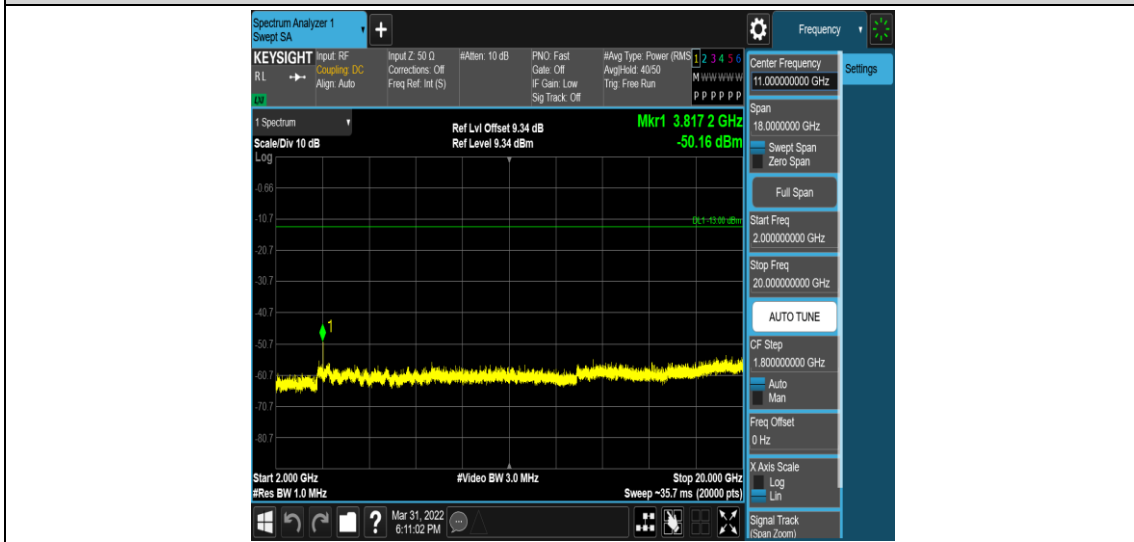 Spectrum Analyzer 1
Swept SA
+
Frequency
KEYSIGHT
RL
Input: RF
Coupling: DC
Align: Auto
Input Z: 50 Ω
Corrections: Off
Freq Ref: Int (S)
#Atten: 10 dB
PNO: Fast
Gate: Off
IF Gain: Low
Sig Track: Off
#Avg Type: Power (RMS
Avg|Hold: 40/50
Trig: Free Run
1 2 3 4 5 6
M W W W W W
P P P P P P
1 Spectrum
Scale/Div 10 dB
Ref Lvl Offset 9.34 dB
Ref Level 9.34 dBm
Mkr1 3.817 2 GHz
-50.16 dBm
Log
-0.66
-10.7
DL1 -13.00 dBm
-20.7
-30.7
-40.7
1
-50.7
-60.7
-70.7
-80.7
Start 2.000 GHz
#Res BW 1.0 MHz
#Video BW 3.0 MHz
Stop 20.000 GHz
Sweep ~35.7 ms (20000 pts)
Mar 31, 2022
6:11:02 PM
Center Frequency
11.000000000 GHz
Settings
Span
18.0000000 GHz
Swept Span
Zero Span
Full Span
Start Freq
2.000000000 GHz
Stop Freq
20.000000000 GHz
AUTO TUNE
CF Step
1.800000000 GHz
Auto
Man
Freq Offset
0 Hz
X Axis Scale
Log
Lin
Signal Track
(Span Zoom)